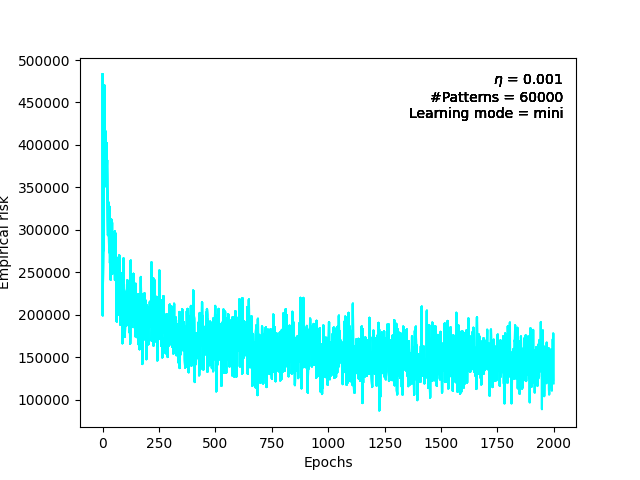 η = 0.001
#Patterns = 60000
Learning mode = mini
500000
450000
400000
350000
300000
250000
200000
150000
100000
Empirical risk
0 250 500 750 1000 1250 1500 1750 2000
Epochs